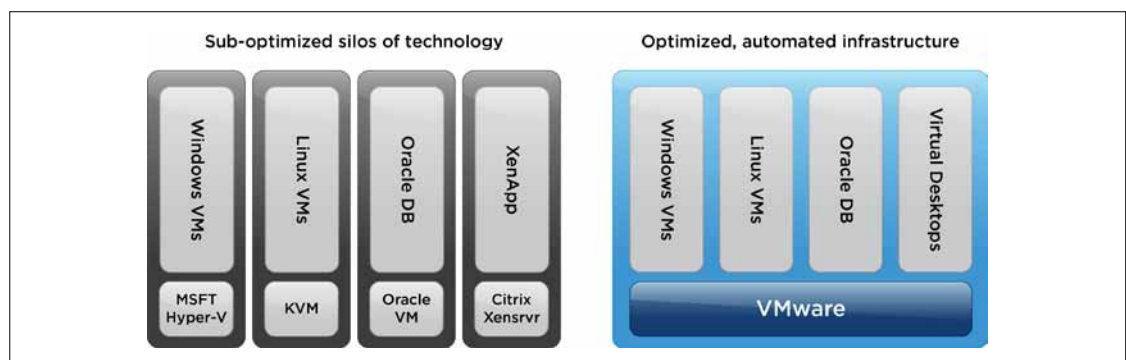 Sub-optimized silos of technology
Windows VMs
Linux VMs
Oracle DB
XenApp
MSFT
Hyper-V
KVM
Oracle
VM
Citrix
Xensrvr
Optimized, automated infrastructure
Windows VMs
Linux VMs
Oracle DB
Virtual Desktops
VMware